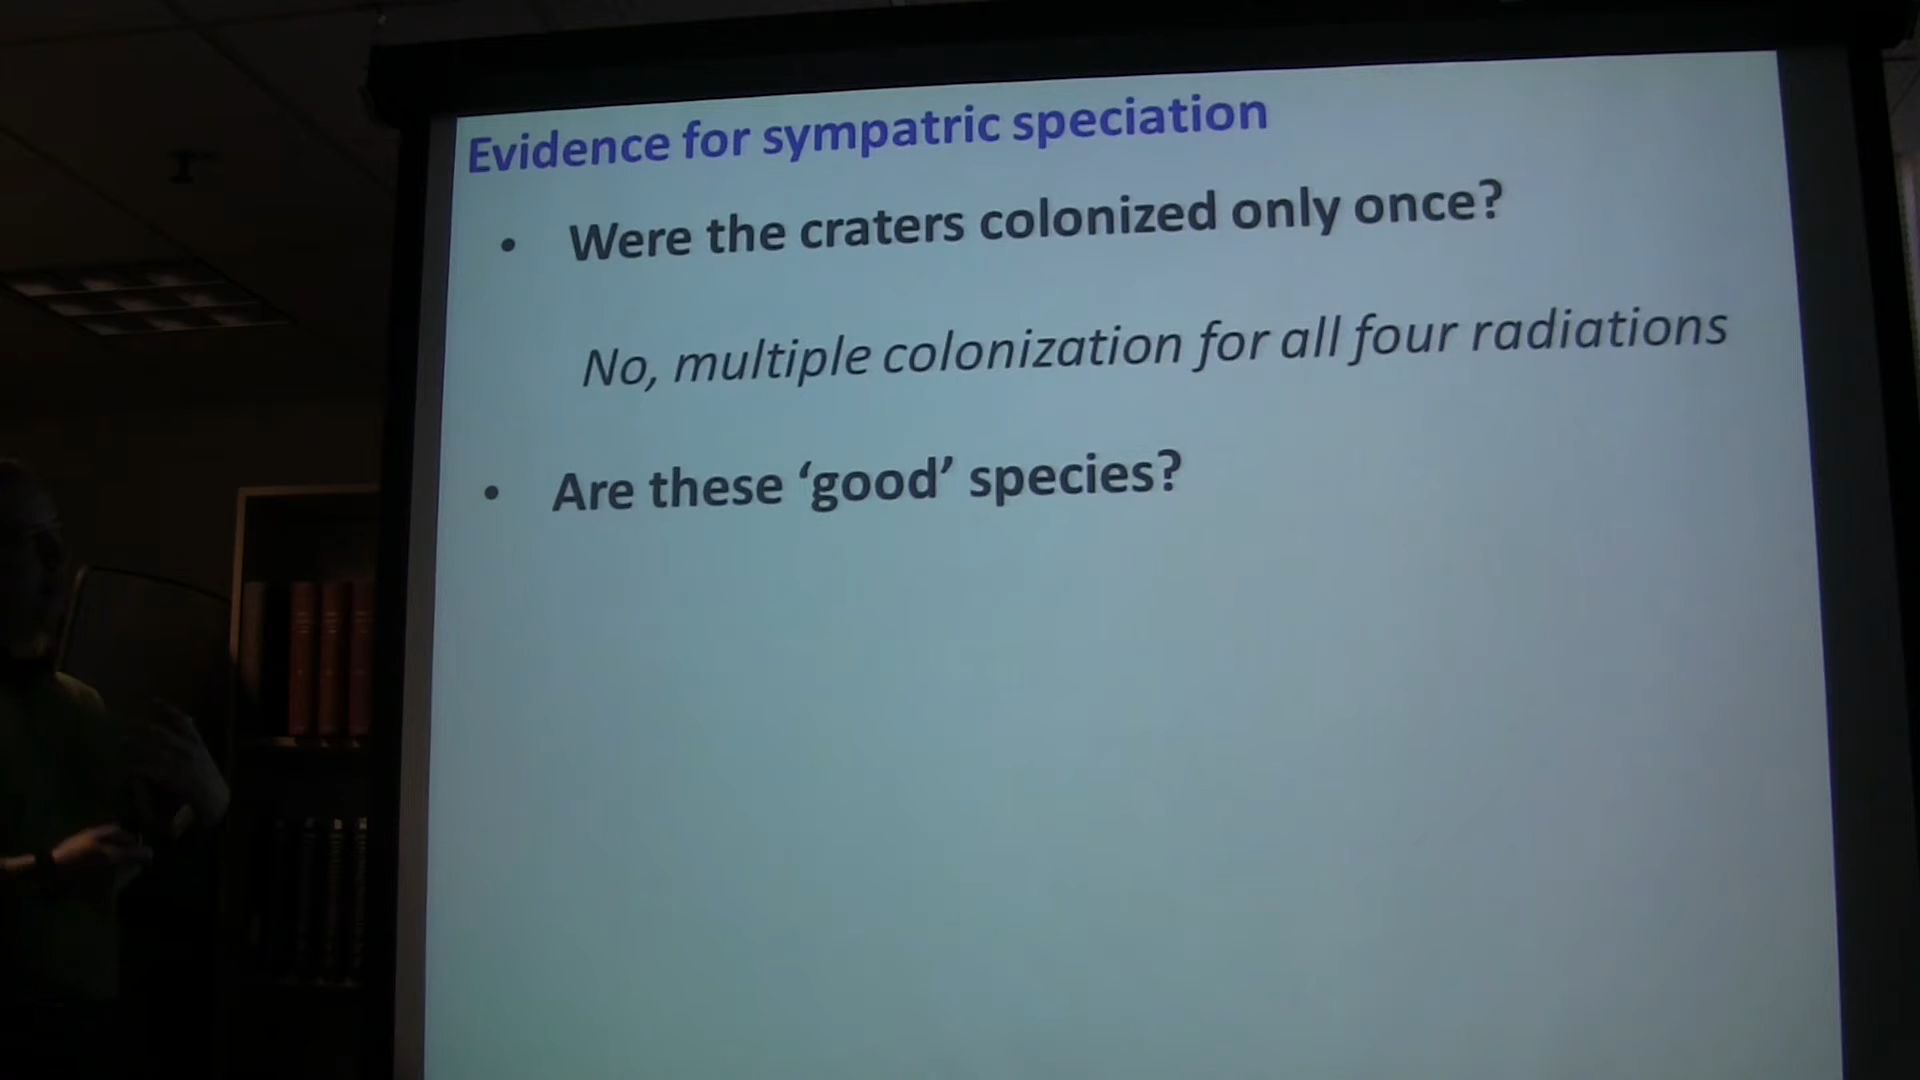 Evidence for sympatric speciation
• Were the craters colonized only once?
No, multiple colonization for all four radiations
• Are these ‘good’ species?